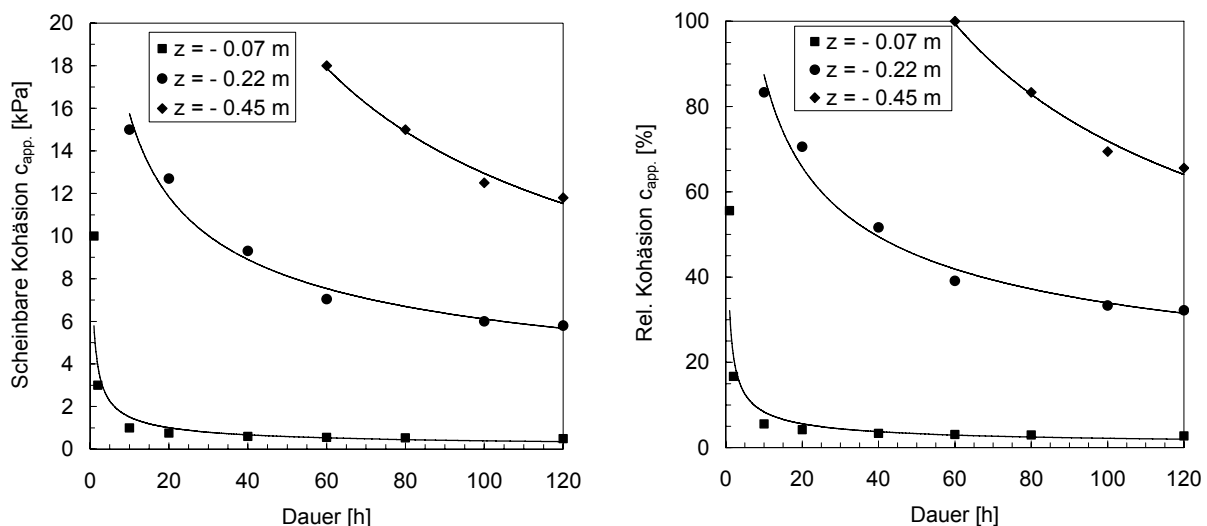 Scheinbare Kohäsion c_app. [kPa]
20
18
16
14
12
10
8
6
4
2
0
z = - 0.07 m
z = - 0.22 m
z = - 0.45 m
0 20 40 60 80 100 120
Dauer [h]
Rel. Kohäsion c_app. [%]
100
80
60
40
20
0
z = - 0.07 m
z = - 0.22 m
z = - 0.45 m
0 20 40 60 80 100 120
Dauer [h]